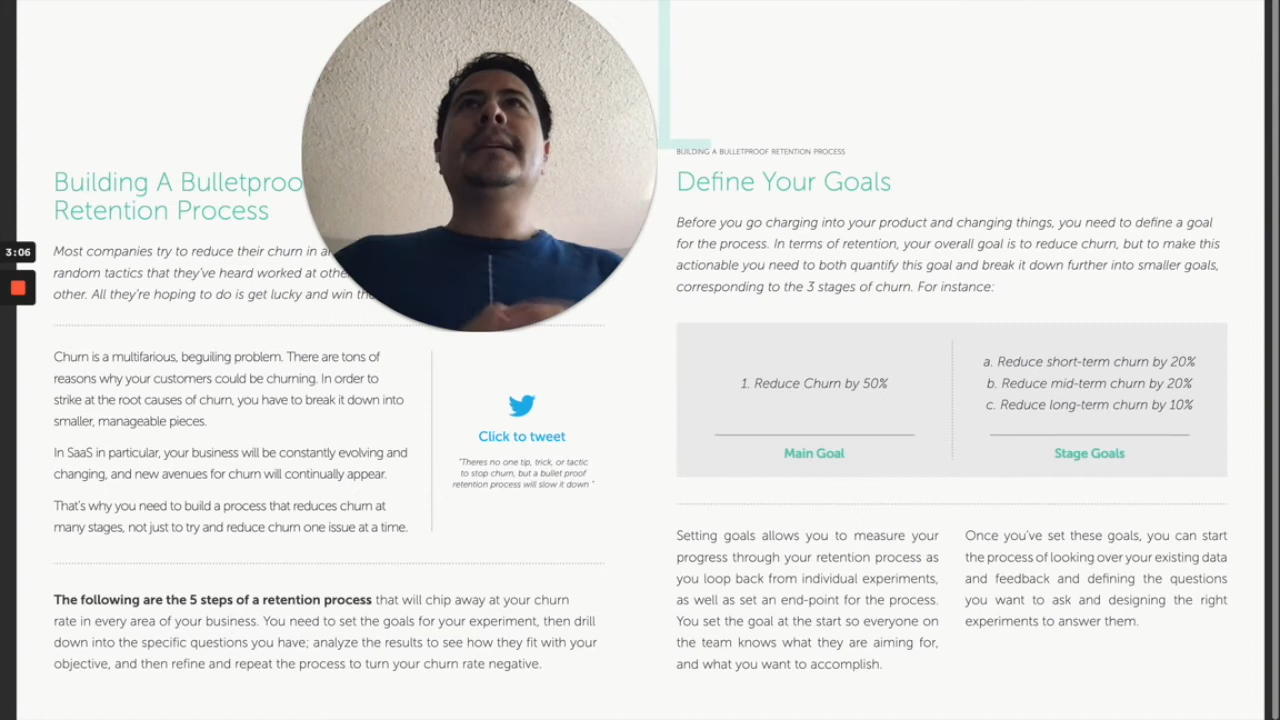 Building A Bulletproo
Retention Process
Most companies try to reduce their churn in
random tactics that they've heard worked at
other. All they're hoping to do is get lucky and win
3:06
Churn is a multifarious, beguiling problem. There are tons of
reasons why your customers could be churning. In order to
strike at the root causes of churn, you have to break it down into
smaller, manageable pieces.
In SaaS in particular, your business will be constantly evolving and
changing, and new avenues for churn will continually appear.
That's why you need to build a process that reduces churn at
many stages, not just to try and reduce churn one issue at a time.
Click to tweet
"Theres no one tip, trick, or tactic
to stop churn, but a bullet proof
retention process will slow it down "
The following are the 5 steps of a retention process that will chip away at your churn
rate in every area of your business. You need to set the goals for your experiment, then drill
down into the specific questions you have; analyze the results to see how they fit with your
objective, and then refine and repeat the process to turn your churn rate negative.
BUILDING A BULLETPROOF RETENTION PROCESS
Define Your Goals
Before you go charging into your product and changing things, you need to define a goal
for the process. In terms of retention, your overall goal is to reduce churn, but to make this
actionable you need to both quantify this goal and break it down further into smaller goals,
corresponding to the 3 stages of churn. For instance:
1. Reduce Churn by 50%
Main Goal
a. Reduce short-term churn by 20%
b. Reduce mid-term churn by 20%
c. Reduce long-term churn by 10%
Stage Goals
Setting goals allows you to measure your
progress through your retention process as
you loop back from individual experiments,
as well as set an end-point for the process.
You set the goal at the start so everyone on
the team knows what they are aiming for,
and what you want to accomplish.
Once you've set these goals, you can start
the process of looking over your existing data
and feedback and defining the questions
you want to ask and designing the right
experiments to answer them.